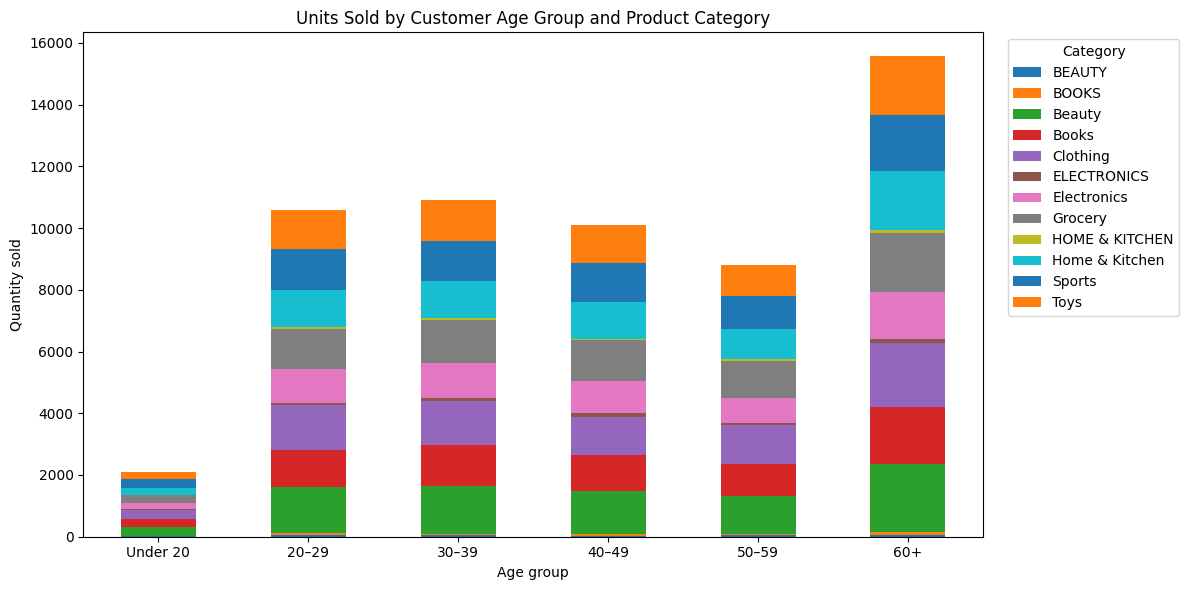 Units Sold by Customer Age Group and Product Category
16000
14000
12000
10000
8000
6000
4000
2000
0
Quantity sold
Under 20
20–29
30–39
40–49
50–59
60+
Age group
Category
BEAUTY
BOOKS
Beauty
Books
Clothing
ELECTRONICS
Electronics
Grocery
HOME & KITCHEN
Home & Kitchen
Sports
Toys